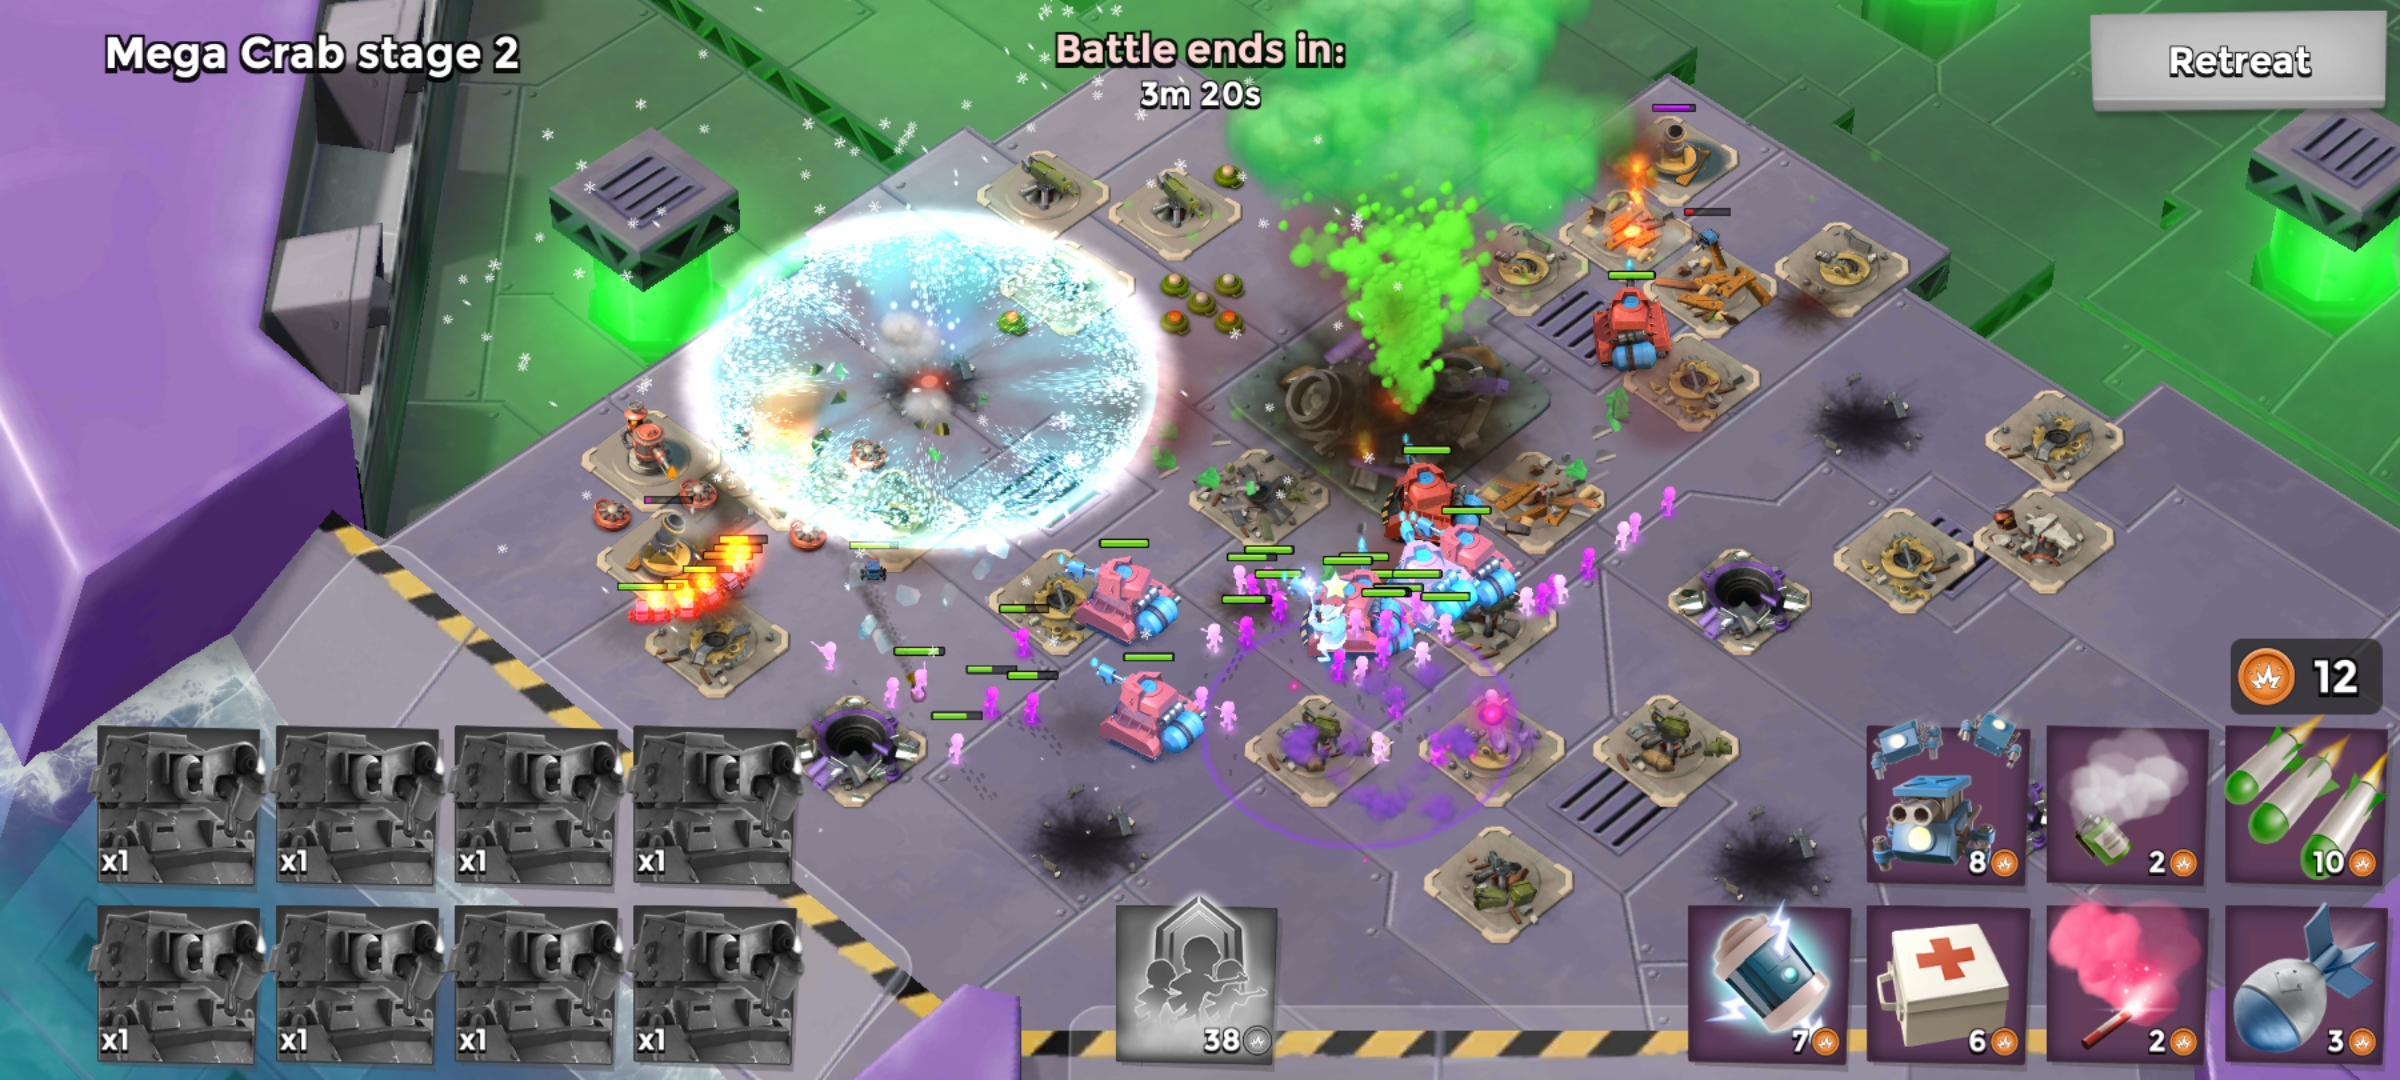 Mega Crab stage 2
Battle ends in:
3m 20s
Retreat
12
x1
x1
x1
x1
8
2
10
x1
x1
x1
x1
38
7
6
2
3